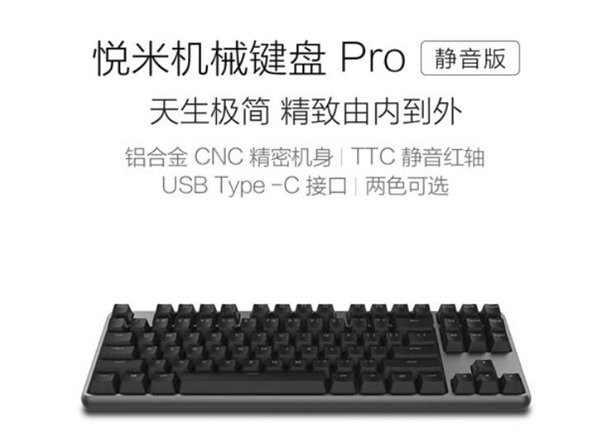 悦米机械键盘 Pro 静音版
天生极简 精致由内到外
铝合金 CNC 精密机身 | TTC 静音红轴
USB Type -C 接口 | 两色可选